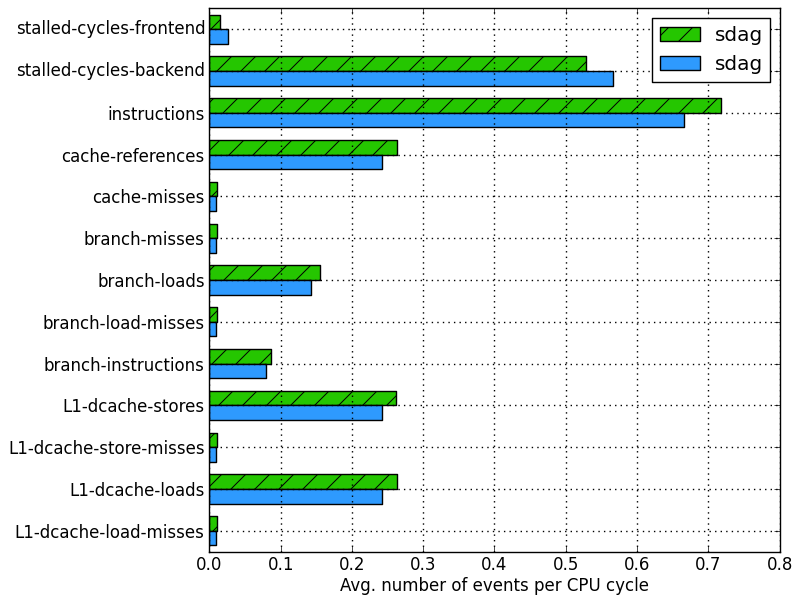 stalled-cycles-frontend
stalled-cycles-backend
instructions
cache-references
cache-misses
branch-misses
branch-loads
branch-load-misses
branch-instructions
L1-dcache-stores
L1-dcache-store-misses
L1-dcache-loads
L1-dcache-load-misses
sdag
sdag
0.0 0.1 0.2 0.3 0.4 0.5 0.6 0.7 0.8
Avg. number of events per CPU cycle